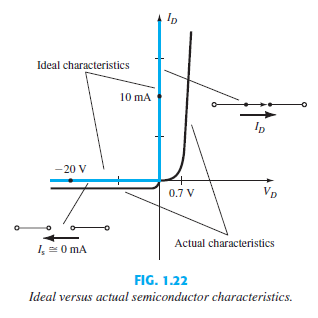 I_D
Ideal characteristics
10 mA
I_D
−20 V
0.7 V
V_D
I_s ≅ 0 mA
Actual characteristics
FIG. 1.22
Ideal versus actual semiconductor characteristics.